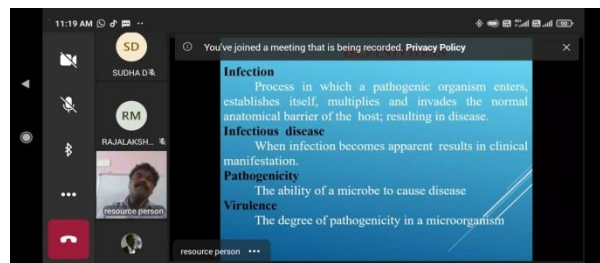 11:19 AM
SD
SUDHA D
You've joined a meeting that is being recorded. Privacy Policy
Infection
Process in which a pathogenic organism enters,
establishes itself, multiplies and invades the normal
anatomical barrier of the host; resulting in disease.
RM
Infectious disease
RAJALAKSH...
When infection becomes apparent results in clinical
manifestation.
Pathogenicity
The ability of a microbe to cause disease
resource person
Virulence
The degree of pathogenicity in a microorganism
resource person